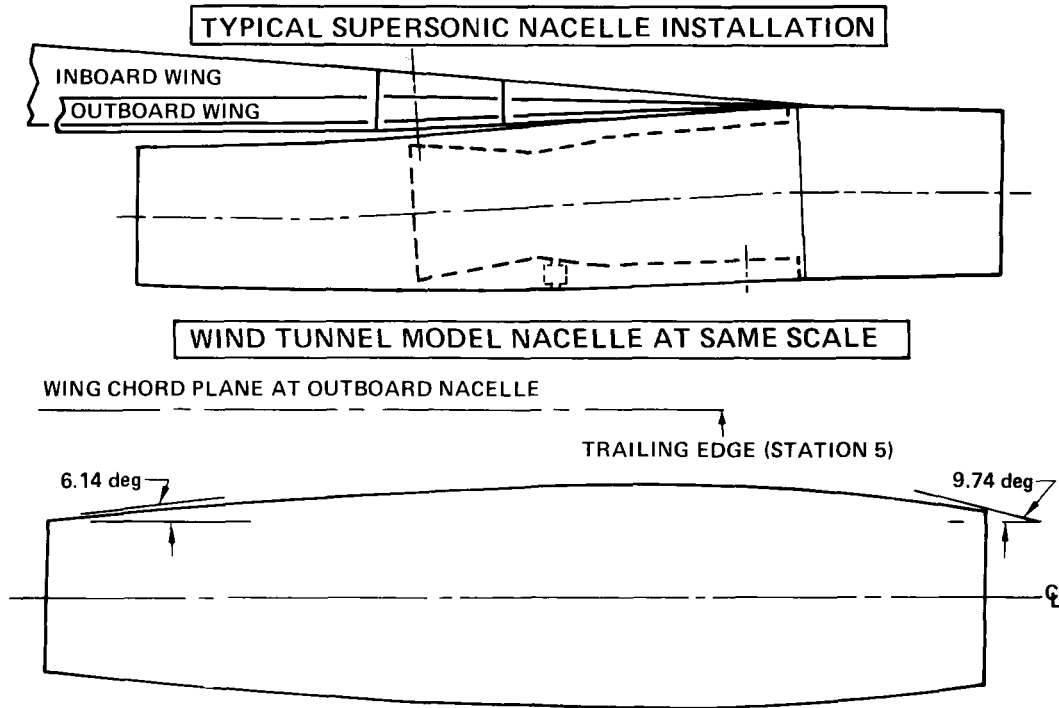 TYPICAL SUPERSONIC NACELLE INSTALLATION
INBOARD WING
OUTBOARD WING
WIND TUNNEL MODEL NACELLE AT SAME SCALE
WING CHORD PLANE AT OUTBOARD NACELLE
TRAILING EDGE (STATION 5)
6.14 deg
9.74 deg
℄